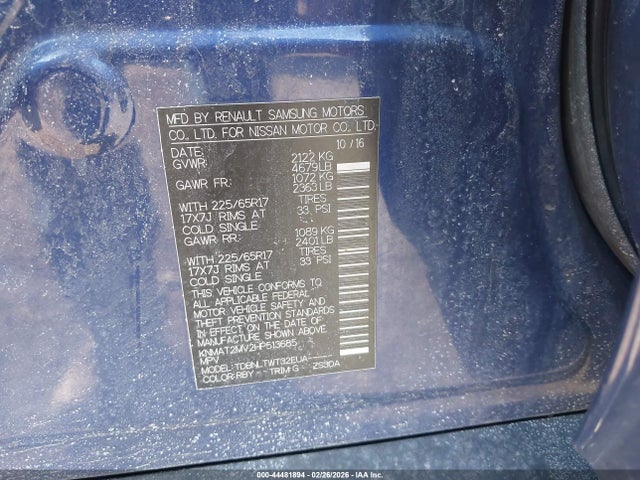 MFD BY RENAULT SAMSUNG MOTORS
CO. LTD. FOR NISSAN MOTOR CO. LTD.
DATE: 10 / 16
GVWR: 2122 KG
4679 LB
GAWR FR: 1072 KG
2363 LB
WITH 225/65R17 TIRES
17X7J RIMS AT 33 PSI
COLD SINGLE
GAWR RR: 1089 KG
2401 LB
WITH 225/65R17 TIRES
17X7J RIMS AT 33 PSI
COLD SINGLE
THIS VEHICLE CONFORMS TO
ALL APPLICABLE FEDERAL
MOTOR VEHICLE SAFETY AND
THEFT PREVENTION STANDARDS
IN EFFECT ON THE DATE OF
MANUFACTURE SHOWN ABOVE.
KNMAT2MV2HP513685
MPV
MODEL: TDBNLTWT32EUA
COLOR: RBY TRIM: G ZS3DA
000-44481894 02/26/2026 - Copyright IAA, LLC